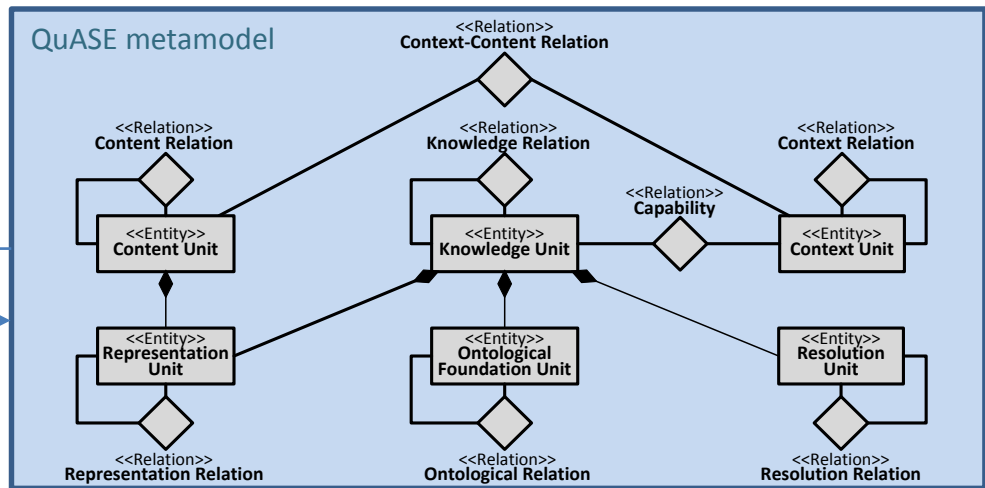 QuASE metamodel
<<Relation>>
Context-Content Relation
<<Relation>>
Content Relation
<<Relation>>
Knowledge Relation
<<Relation>>
Context Relation
<<Relation>>
Capability
<<Entity>>
Content Unit
<<Entity>>
Knowledge Unit
<<Entity>>
Context Unit
<<Entity>>
Representation
Unit
<<Entity>>
Ontological
Foundation Unit
<<Entity>>
Resolution
Unit
<<Relation>>
Representation Relation
<<Relation>>
Ontological Relation
<<Relation>>
Resolution Relation